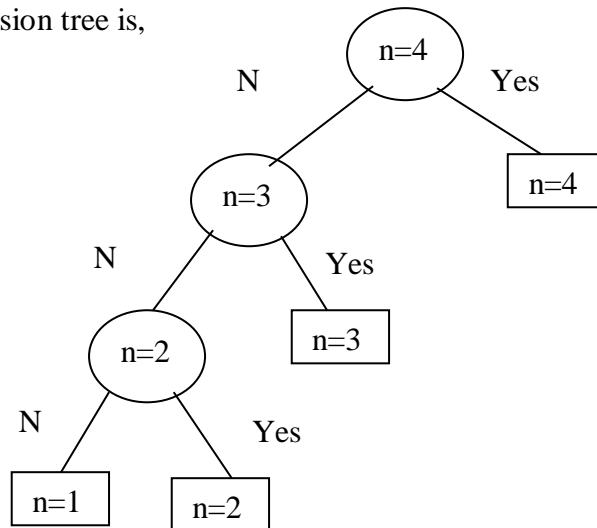 sion tree is,
n=4
N
Yes
n=4
n=3
N
Yes
n=3
n=2
N
Yes
n=1
n=2